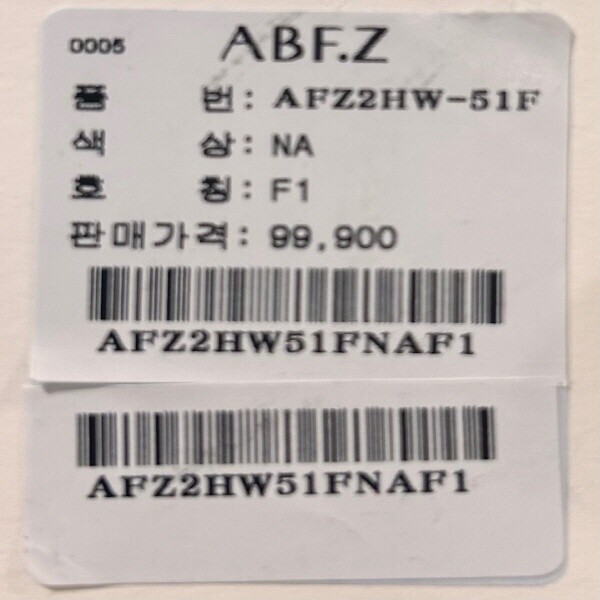 0005 ABF.Z
품 번: AFZ2HW-51F
색 상: NA
호 칭: F1
판매가격: 99,900
AFZ2HW51FNAF1
AFZ2HW51FNAF1